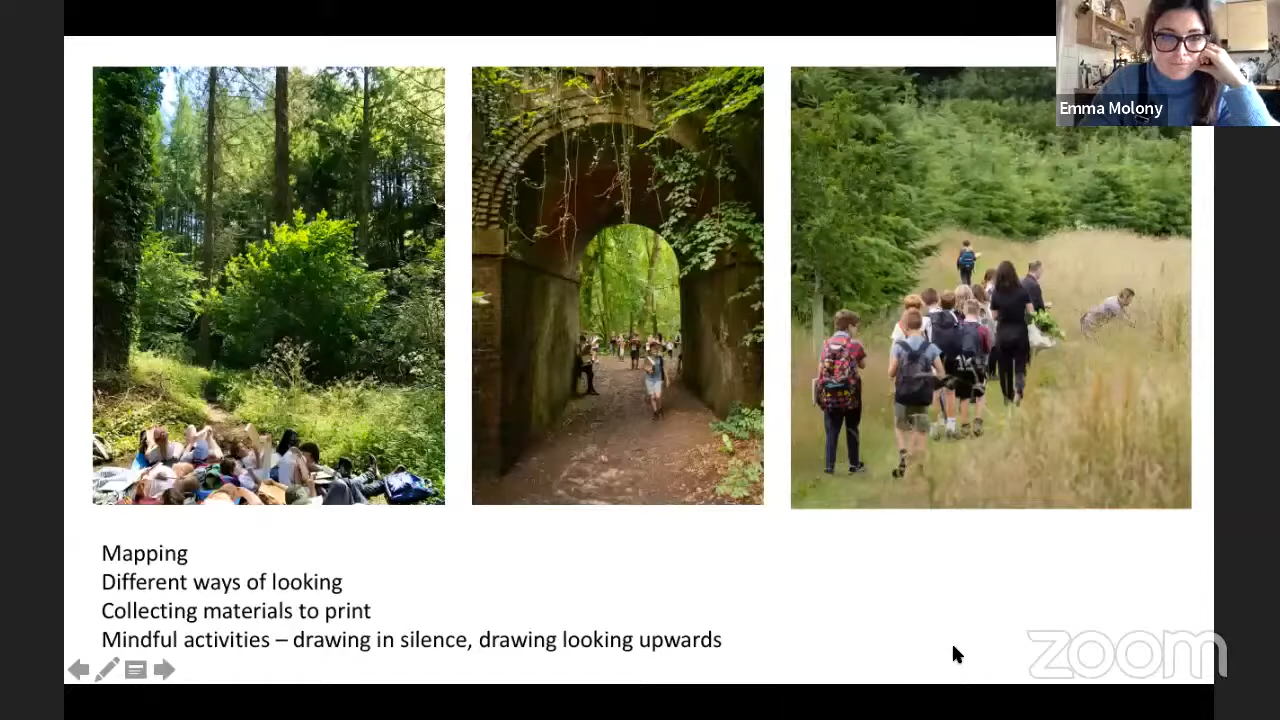 Emma Molony
Mapping
Different ways of looking
Collecting materials to print
Mindful activities – drawing in silence, drawing looking upwards
zoom